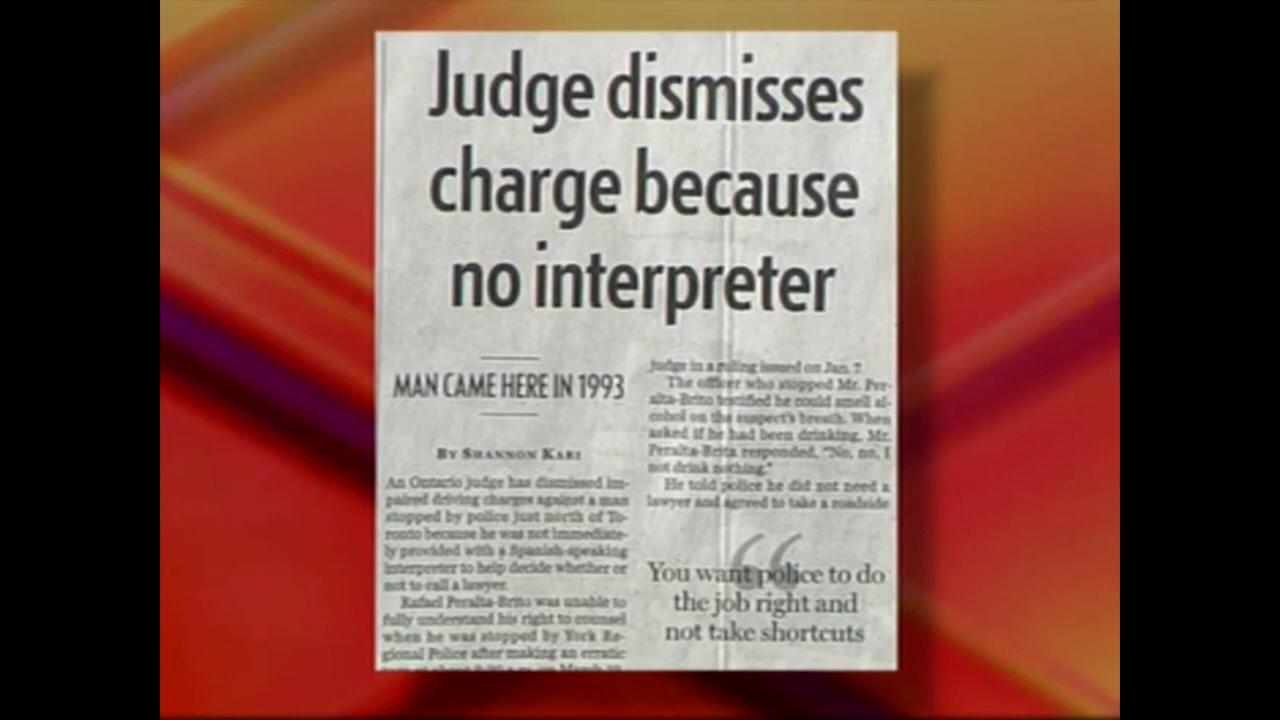 Judge dismisses
charge because
no interpreter
MAN CAME HERE IN 1993
BY SHANNON KARI
An Ontario judge has dismissed im-
paired driving charges against a man
stopped by police just north of To-
ronto because he was not immediate-
ly provided with a Spanish-speaking
interpreter to help decide whether or
not to call a lawyer.
Rafael Peralta-Brito was unable to
fully understand his right to counsel
when he was stopped by York Re-
gional Police after making an erratic
judge in a ruling issued on Jan. 7.
The officer who stopped Mr. Per-
alta-Brito testified he could smell al-
cohol on the suspect's breath. When
asked if he had been drinking, Mr.
Peralta-Brito responded, "No, no, I
not drink nothing."
He told police he did not need a
lawyer and agreed to take a roadside
“
You want police to do
the job right and
not take shortcuts